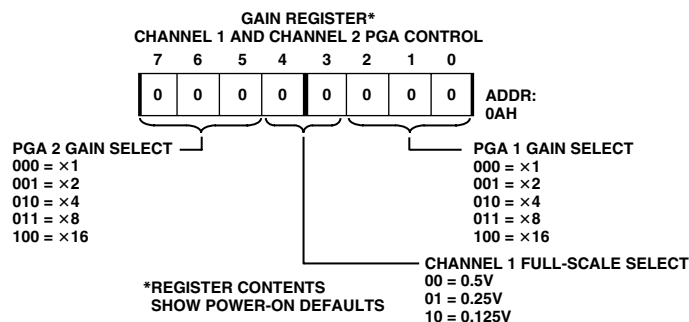 GAIN REGISTER*
CHANNEL 1 AND CHANNEL 2 PGA CONTROL
7 6 5 4 3 2 1 0
0 0 0 0 0 0 0 0
ADDR:
0AH
PGA 2 GAIN SELECT
000 = ×1
001 = ×2
010 = ×4
011 = ×8
100 = ×16
PGA 1 GAIN SELECT
000 = ×1
001 = ×2
010 = ×4
011 = ×8
100 = ×16
*REGISTER CONTENTS
SHOW POWER-ON DEFAULTS
CHANNEL 1 FULL-SCALE SELECT
00 = 0.5V
01 = 0.25V
10 = 0.125V